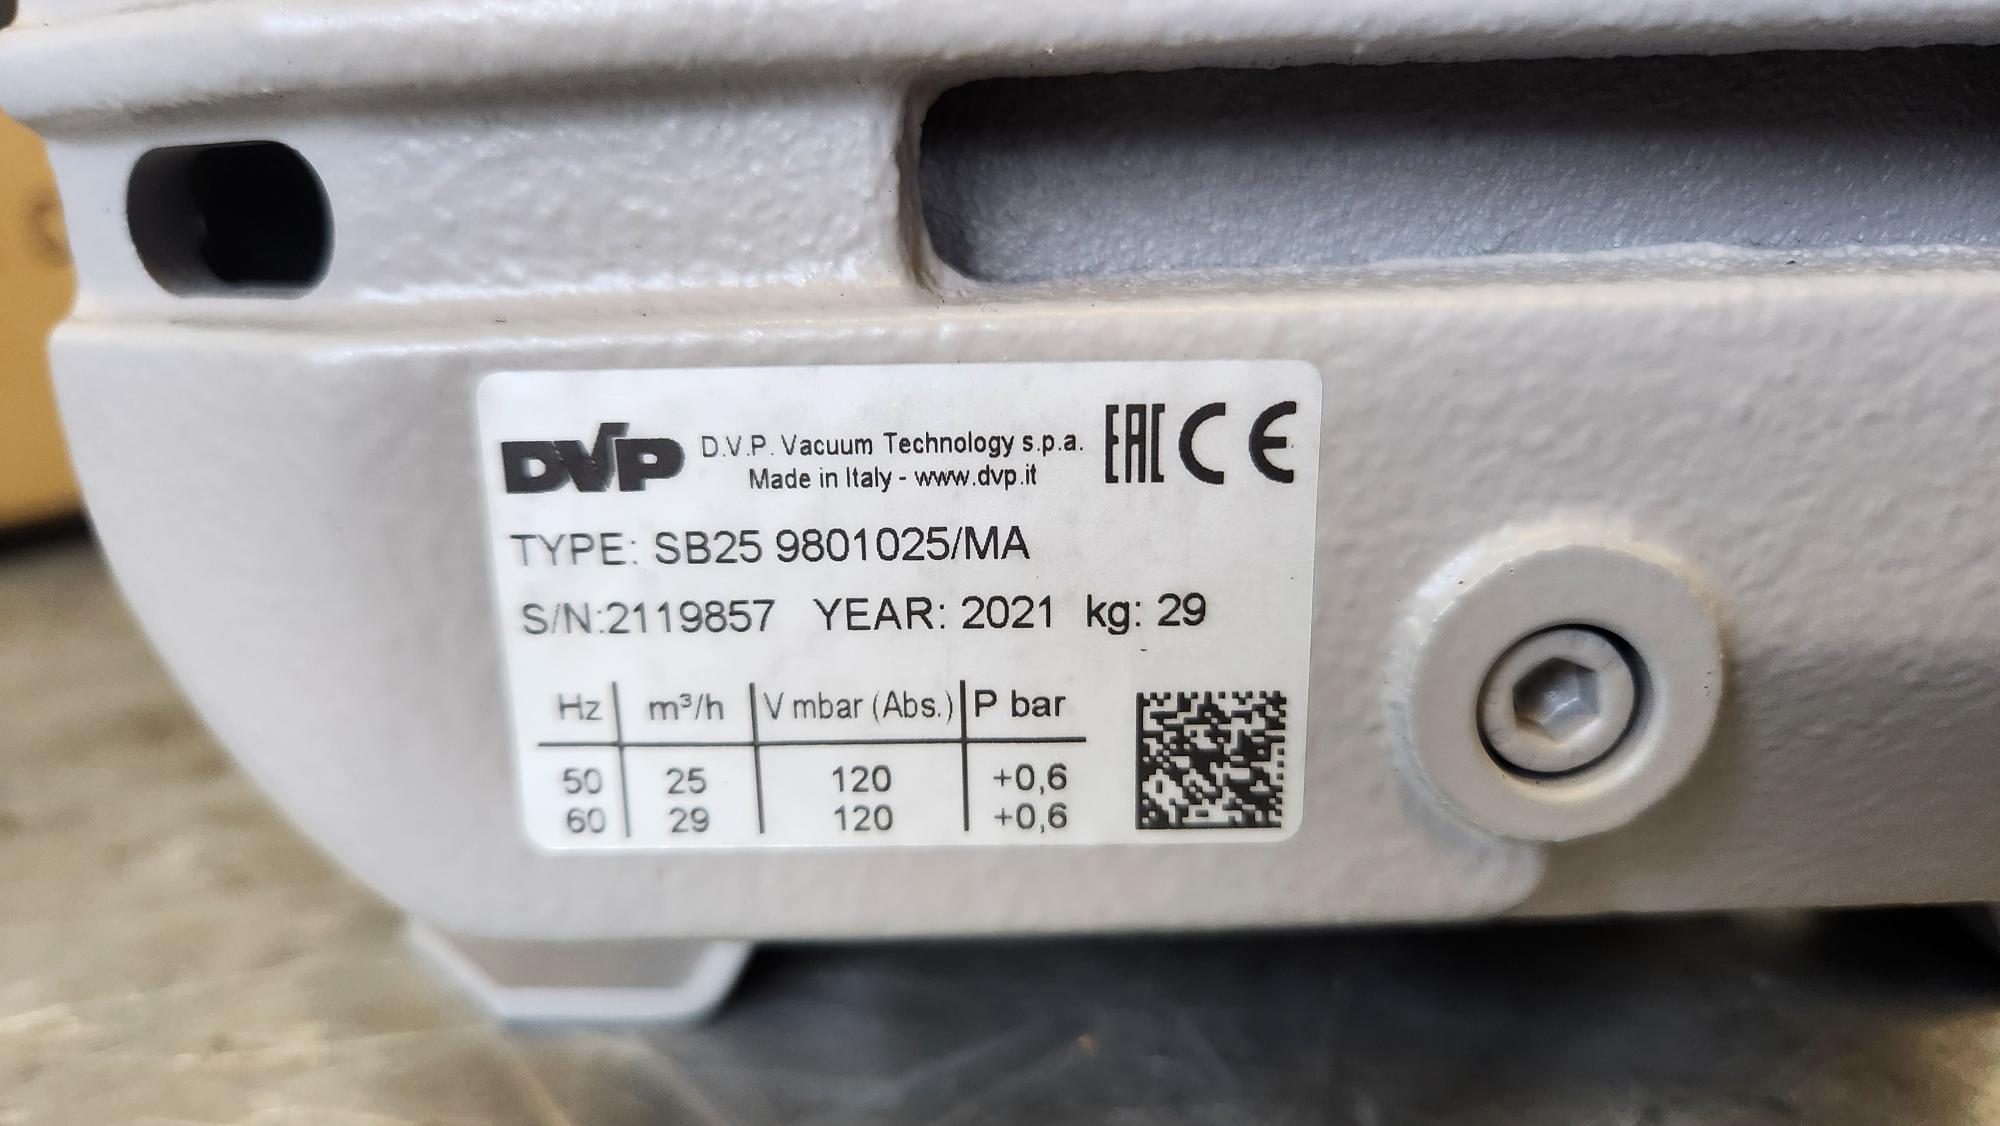 DVP D.V.P. Vacuum Technology s.p.a. EAC CE
Made in Italy - www.dvp.it
TYPE: SB25 9801025/MA
S/N:2119857 YEAR: 2021 kg: 29
Hz m³/h V mbar (Abs.) P bar
50 25 120 +0,6
60 29 120 +0,6